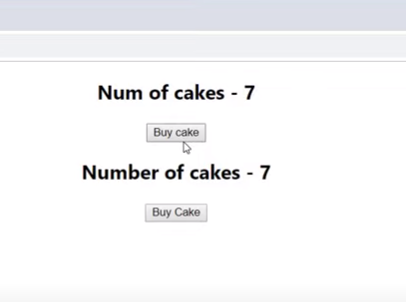 Num of cakes - 7
Buy cake
Number of cakes - 7
Buy Cake